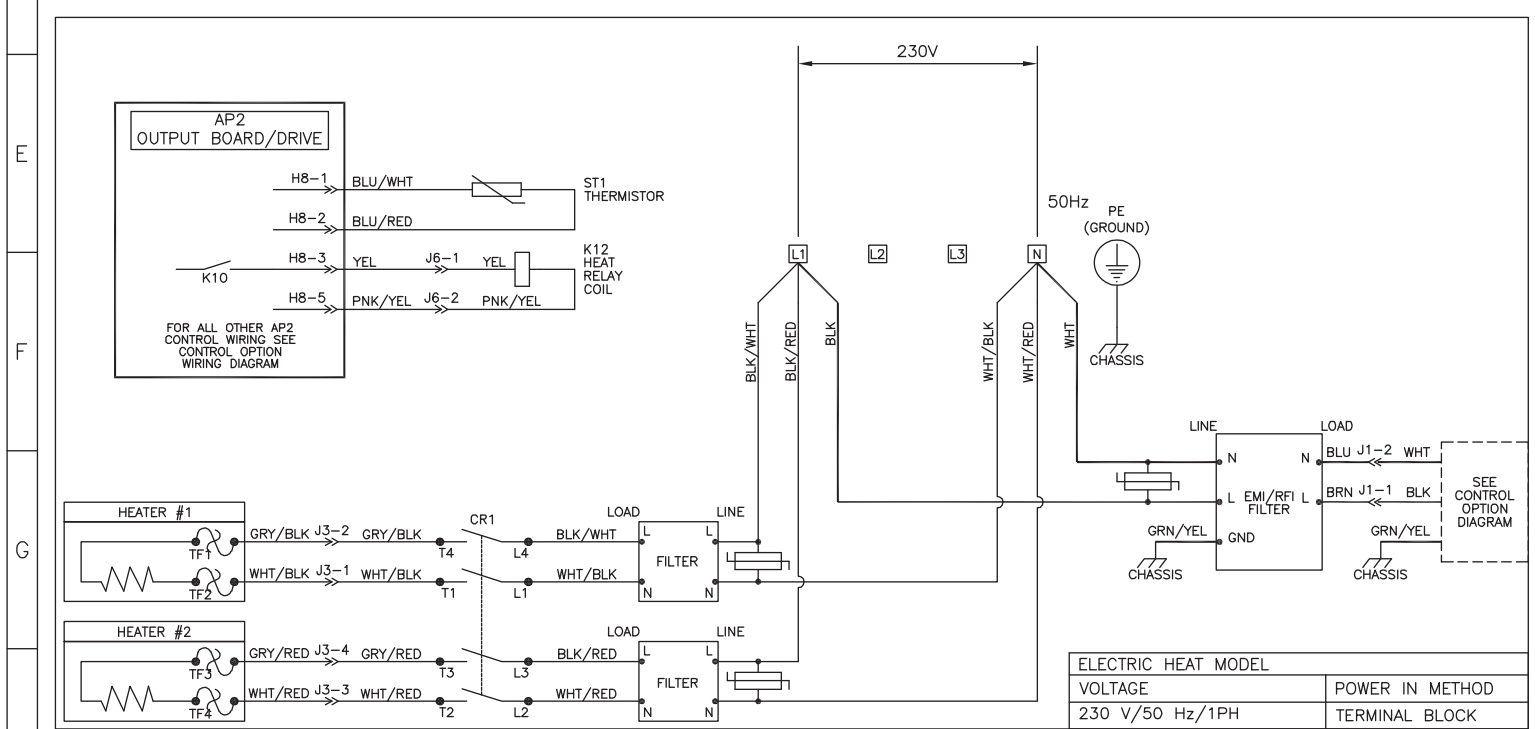 E
F
G
230V
AP2
OUTPUT BOARD/DRIVE
H8-1
BLU/WHT
ST1
THERMISTOR
H8-2
BLU/RED
K10
H8-3
YEL
J6-1
YEL
K12
HEAT
RELAY
COIL
H8-5
PNK/YEL
J6-2
PNK/YEL
FOR ALL OTHER AP2
CONTROL WIRING SEE
CONTROL OPTION
WIRING DIAGRAM
50Hz
PE
(GROUND)
L1
L2
L3
N
CHASSIS
BLK/WHT
BLK/RED
BLK
WHT/BLK
WHT/RED
WHT
LINE
LOAD
N
N
BLU
J1-2
WHT
L
EMI/RFI
FILTER
L
BRN
J1-1
BLK
GND
GRN/YEL
CHASSIS
GRN/YEL
CHASSIS
SEE
CONTROL
OPTION
DIAGRAM
HEATER #1
TF1
GRY/BLK
J3-2
GRY/BLK
T4
CR1
L4
BLK/WHT
LOAD
LINE
L
L
FILTER
TF2
WHT/BLK
J3-1
WHT/BLK
T1
L1
WHT/BLK
N
N
HEATER #2
TF3
GRY/RED
J3-4
GRY/RED
T3
L3
BLK/RED
LOAD
LINE
L
L
FILTER
TF4
WHT/RED
J3-3
WHT/RED
T2
L2
WHT/RED
N
N
ELECTRIC HEAT MODEL
VOLTAGE
POWER IN METHOD
230 V/50 Hz/1PH
TERMINAL BLOCK